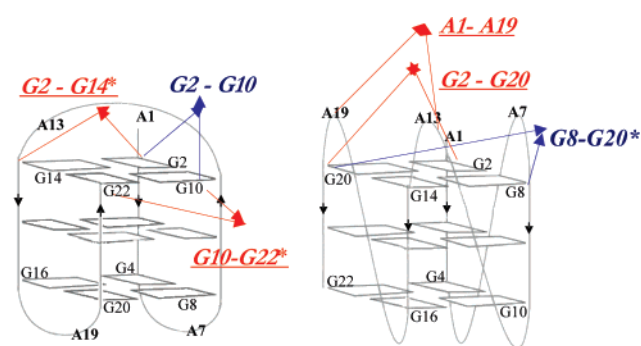 A1- A19
G2 - G14*
G2 - G10
G2 - G20
A13
A1
A19
A13
A7
A1
G8-G20*
G2
G14
G22
G10
G20
G2
G14
G8
G10-G22*
G16
G4
G20
G8
A19
A7
G22
G4
G16
G10